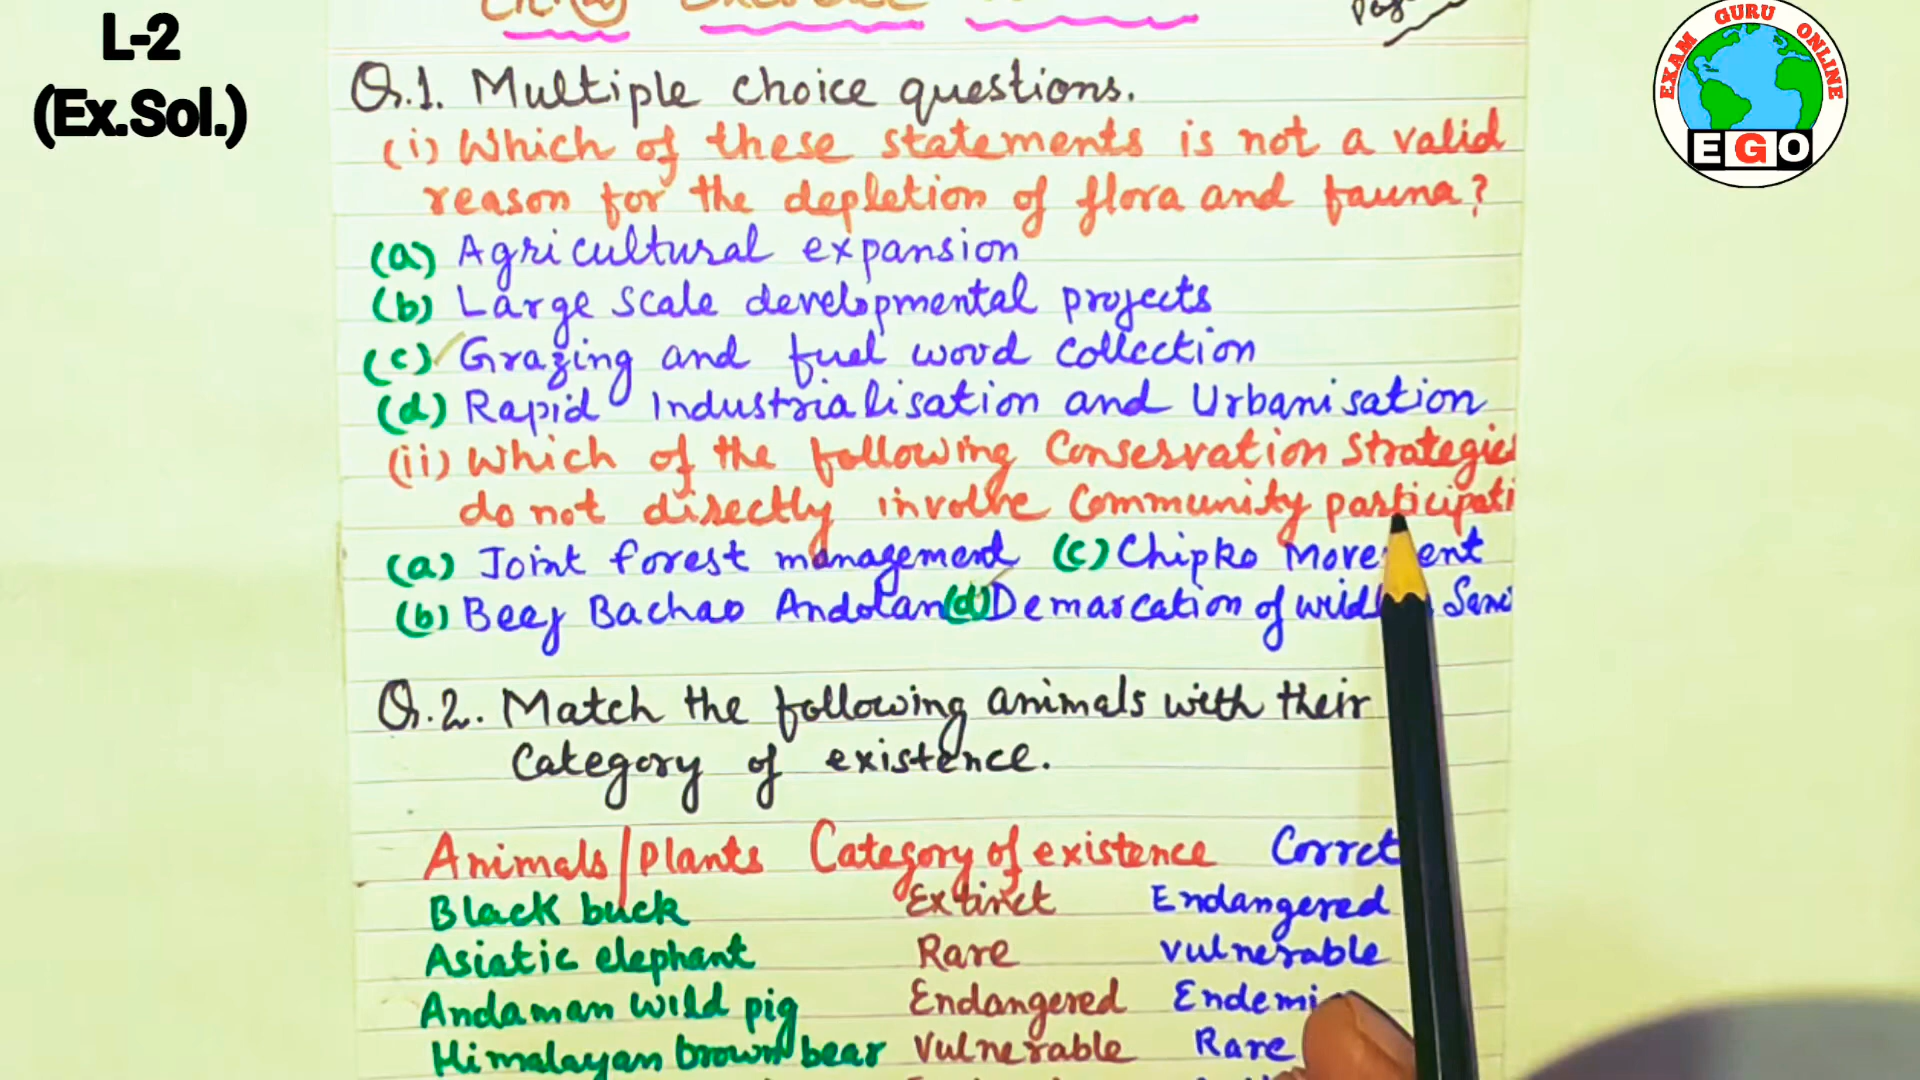 L-2
(Ex.Sol.)
EXAM GURU ONLINE
EGO
Q.1. Multiple choice questions.
(i) Which of these statements is not a valid
reason for the depletion of flora and fauna?
(a) Agricultural expansion
(b) Large scale developmental projects
(c) Grazing and fuel wood collection
(d) Rapid Industrialisation and Urbanisation
(ii) Which of the following Conservation Strategies
do not directly involve Community participati
(a) Joint forest management (c) Chipko
(b) Beej Bachao Andolan (d) Demarcation of
Q.2. Match the following animals with their
Category of existence.
Animals/Plants Category of existence Corret
Black buck Extinct Endangered
Asiatic elephant Rare Vulnerable
Andaman wild pig Endangered Endemi
Himalayan brown bear Vulnerable Rare